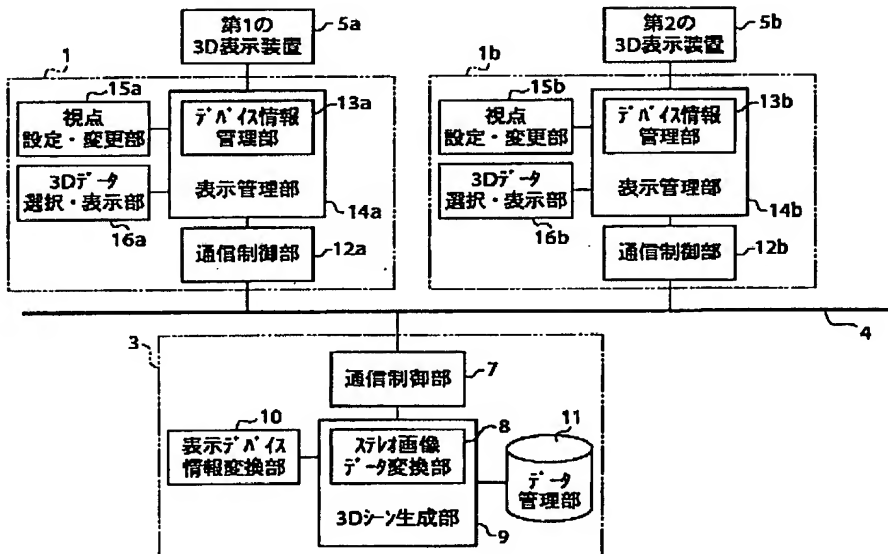 第1の
3D表示装置
5a
1
15a
視点
設定・変更部
13a
デバイス情報
管理部
3Dデータ
選択・表示部
16a
表示管理部
14a
通信制御部
12a
第2の
3D表示装置
5b
1b
15b
視点
設定・変更部
13b
デバイス情報
管理部
3Dデータ
選択・表示部
16b
表示管理部
14b
通信制御部
12b
4
3
通信制御部
7
10
表示デバイス
情報変換部
8
ステレオ画像
データ変換部
3Dシーン生成部
9
11
データ
管理部